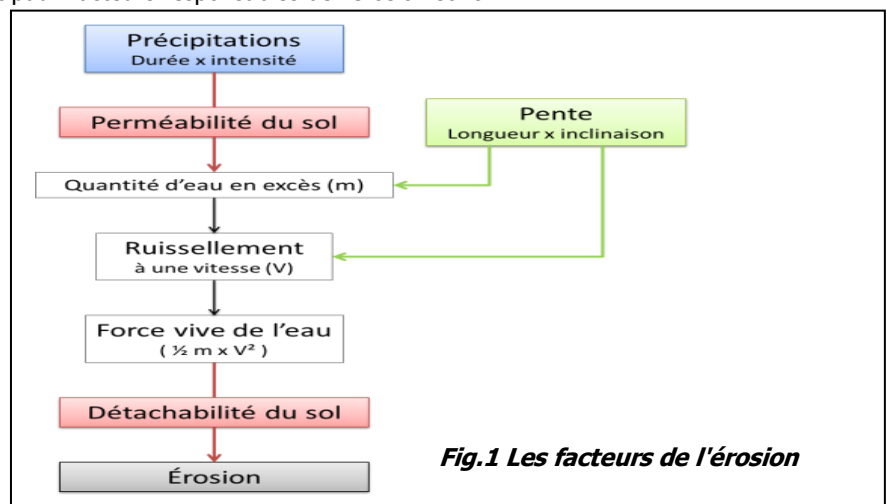 Précipitations
Durée x intensité
Perméabilité du sol
Pente
Longueur x inclinaison
Quantité d'eau en excès (m)
Ruissellement
à une vitesse (V)
Force vive de l'eau
( ½ m x V² )
Détachabilité du sol
Érosion
Fig.1 Les facteurs de l'érosion